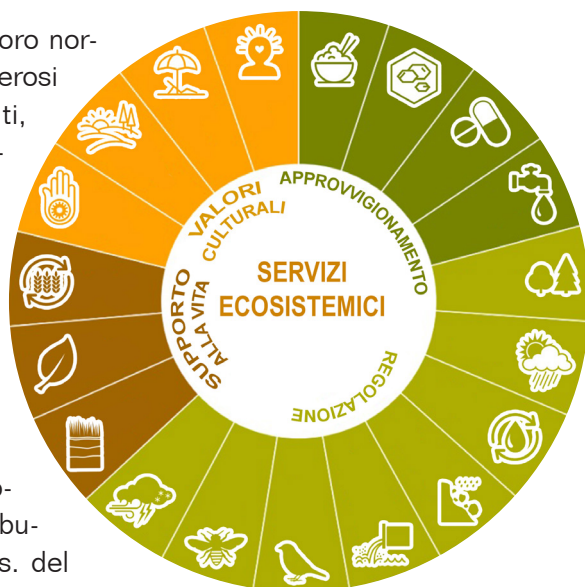 oro nor-
erosi
ti,
-
VALORI
CULTURALI
APPROVVIGIONAMENTO
SERVIZI
ECOSISTEMICI
SUPPORTO
ALLA VITA
REGOLAZIONE
o-
bu-
s. del